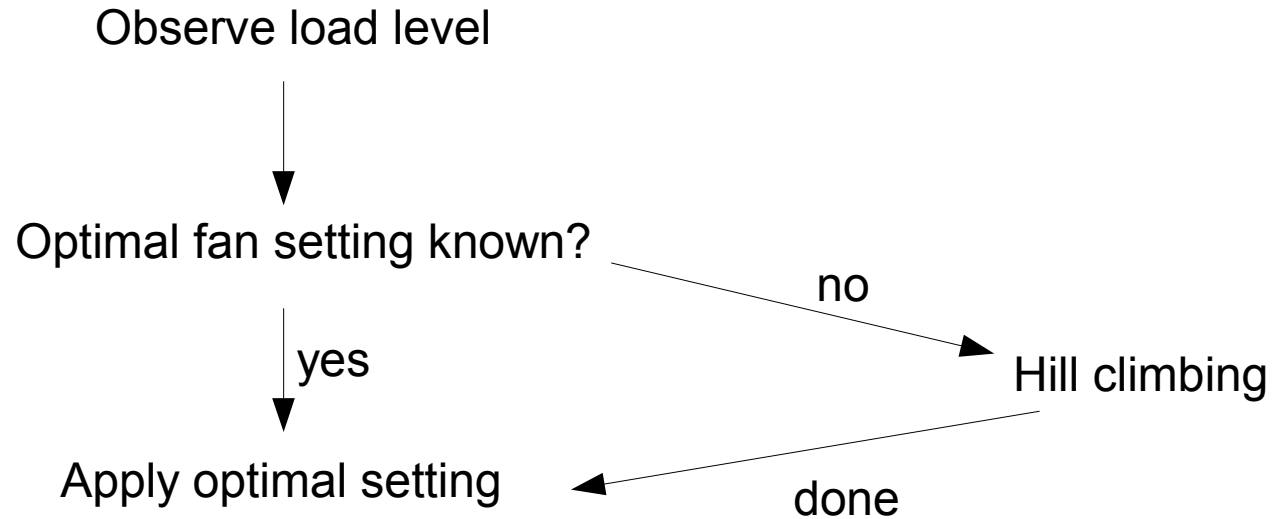 Observe load level
Optimal fan setting known?
no
yes
Hill climbing
Apply optimal setting
done